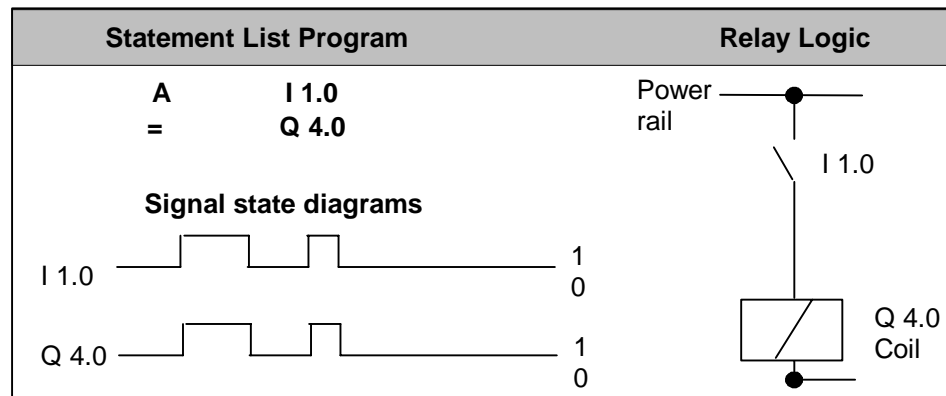 Statement List Program
Relay Logic
A I 1.0
= Q 4.0
Signal state diagrams
I 1.0
1
0
Q 4.0
1
0
Power
rail
I 1.0
Q 4.0
Coil